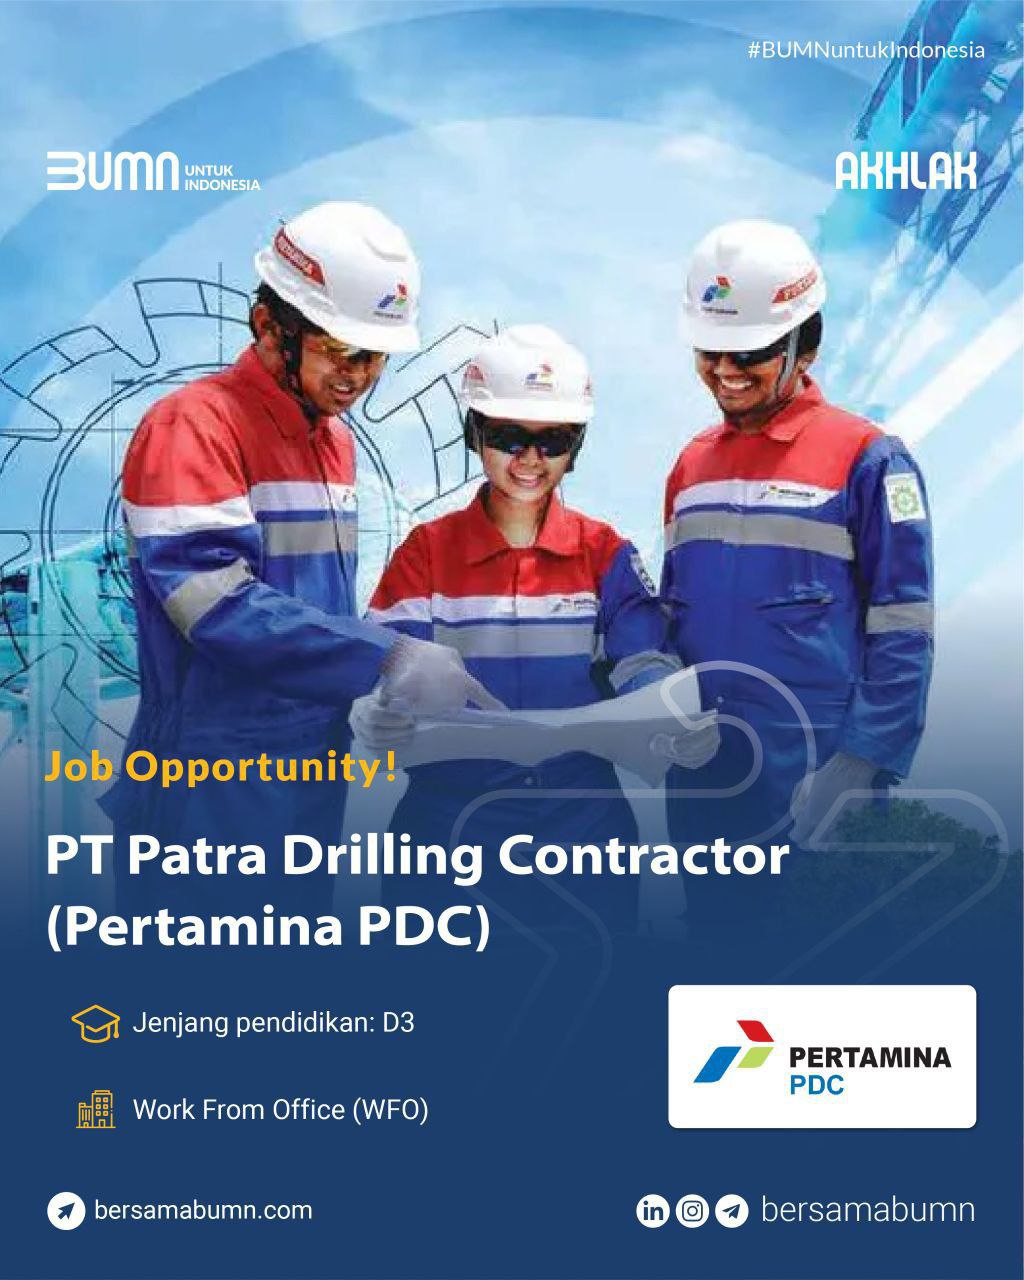 #BUMNuntukIndonesia
BUMN UNTUK
INDONESIA
AKHLAK
Job Opportunity!
PT Patra Drilling Contractor
(Pertamina PDC)
Jenjang pendidikan: D3
PERTAMINA
PDC
Work From Office (WFO)
bersamabumn.com
in
bersamabumn